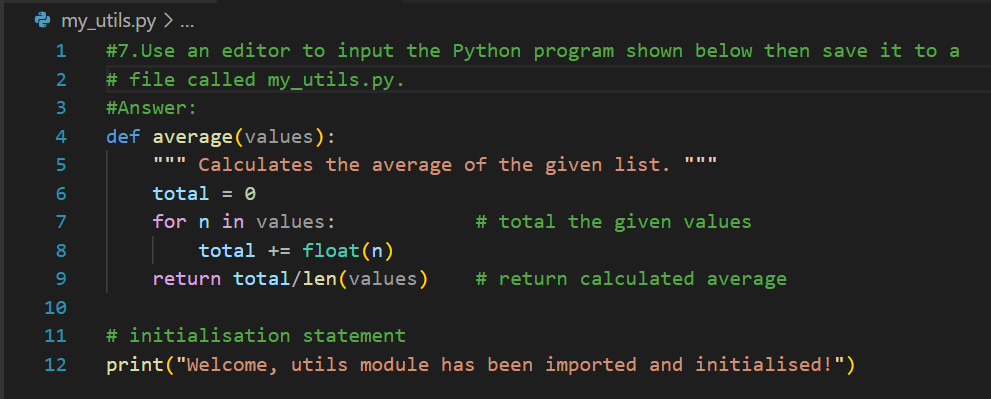 my_utils.py > ...
1 #7.Use an editor to input the Python program shown below then save it to a
2 # file called my_utils.py.
3 #Answer:
4 def average(values):
5     """ Calculates the average of the given list. """
6     total = 0
7     for n in values:            # total the given values
8         total += float(n)
9     return total/len(values)    # return calculated average
10
11 # initialisation statement
12 print("Welcome, utils module has been imported and initialised!")